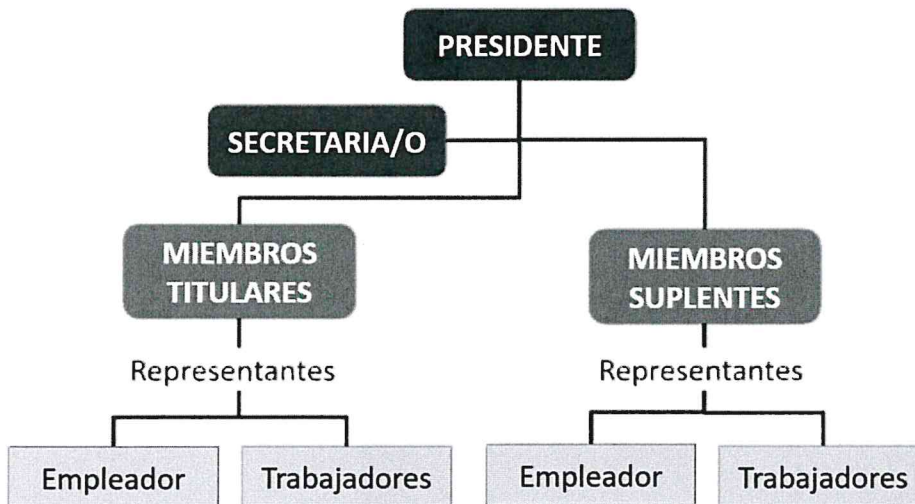 PRESIDENTE
SECRETARIA/O
MIEMBROS
TITULARES
MIEMBROS
SUPLENTES
Representantes
Representantes
Empleador
Trabajadores
Empleador
Trabajadores